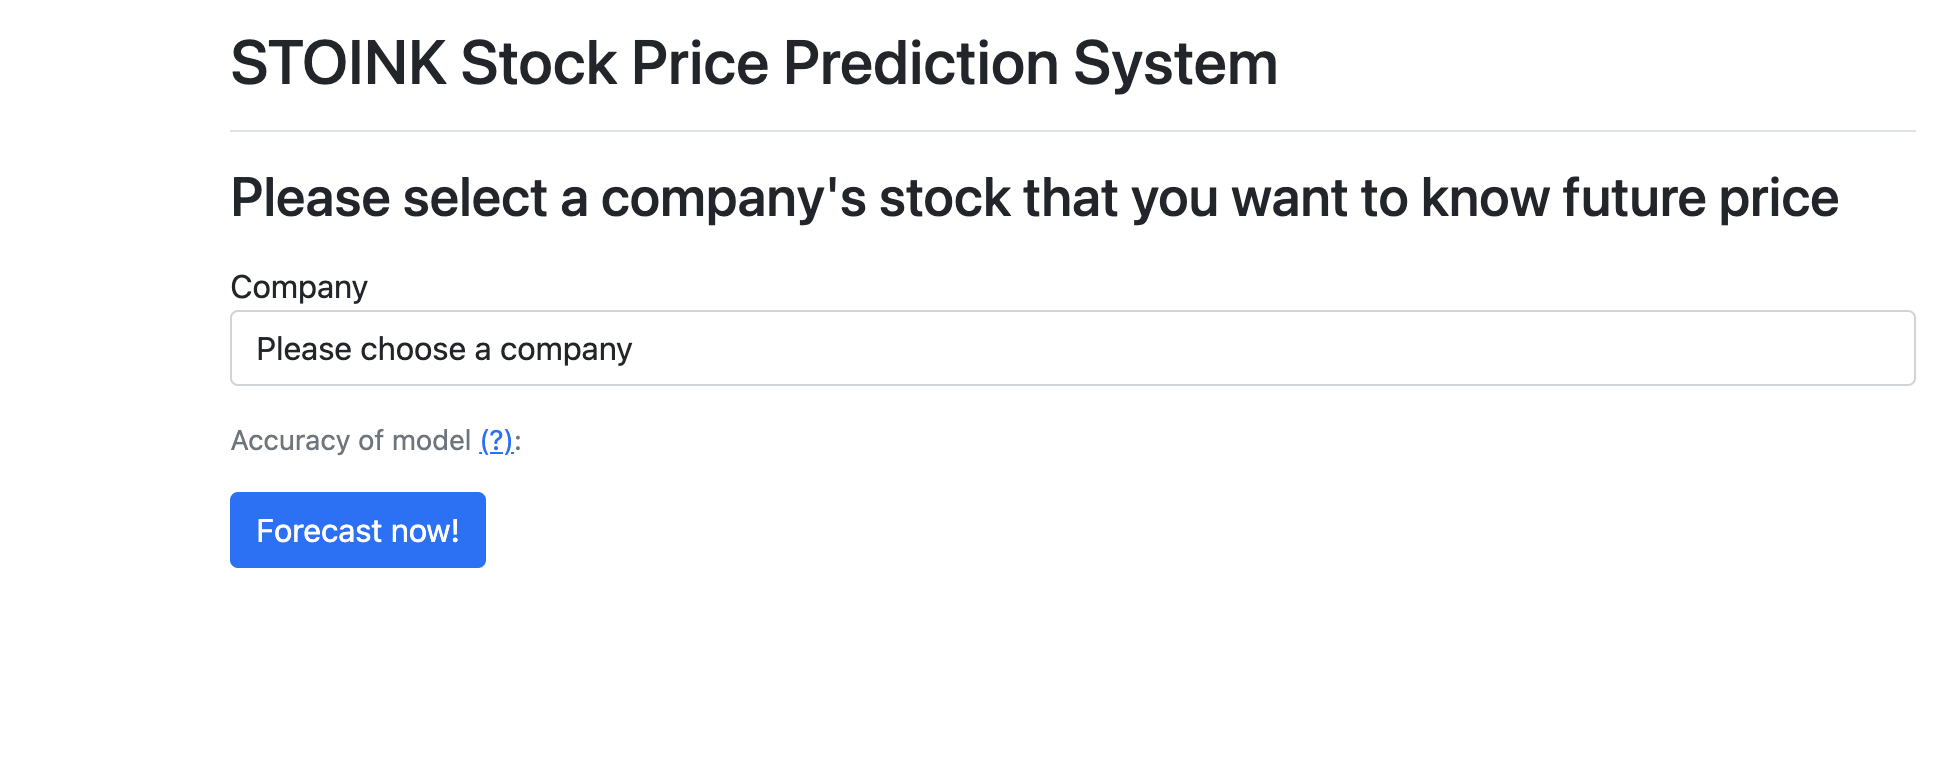 STOINK Stock Price Prediction System
Please select a company's stock that you want to know future price
Company
Please choose a company
Accuracy of model (?):
Forecast now!